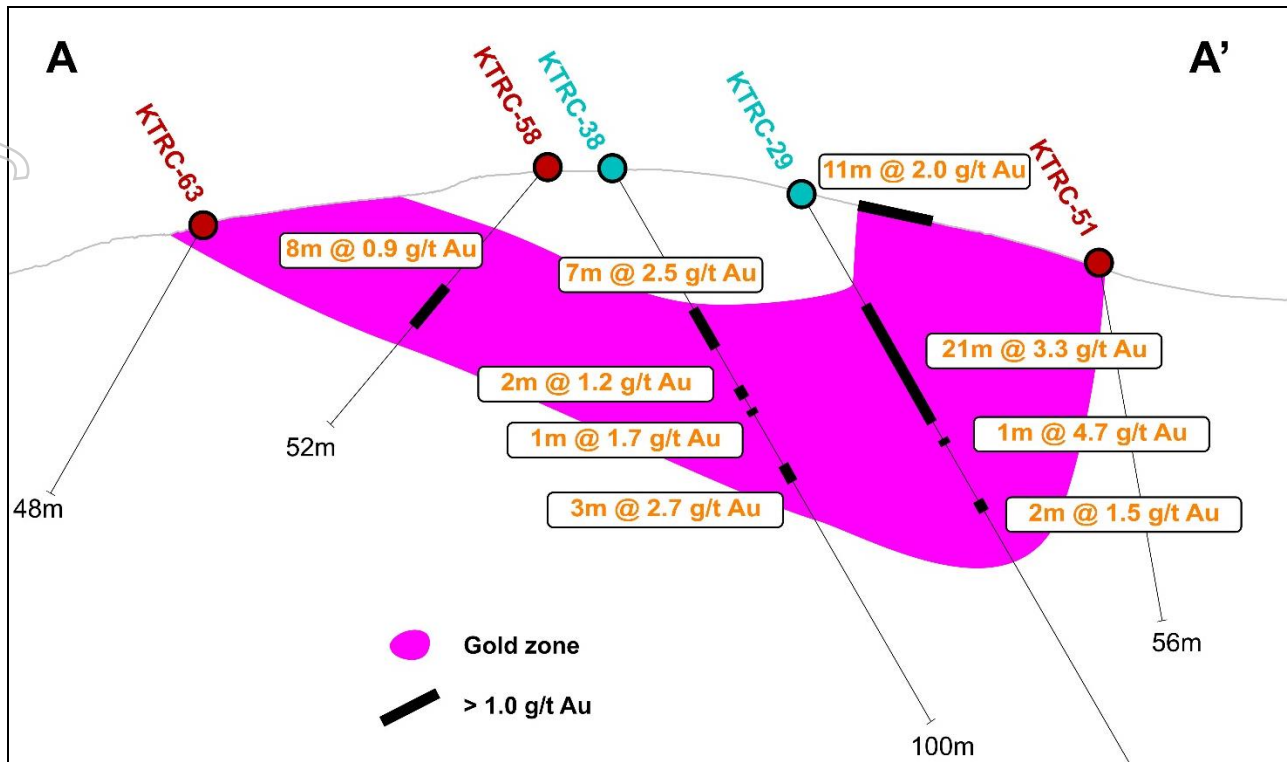 A
A’
KTRC-63
KTRC-58
KTRC-38
KTRC-29
KTRC-51
11m @ 2.0 g/t Au
8m @ 0.9 g/t Au
7m @ 2.5 g/t Au
21m @ 3.3 g/t Au
2m @ 1.2 g/t Au
1m @ 1.7 g/t Au
1m @ 4.7 g/t Au
3m @ 2.7 g/t Au
2m @ 1.5 g/t Au
52m
48m
56m
100m
Gold zone
> 1.0 g/t Au